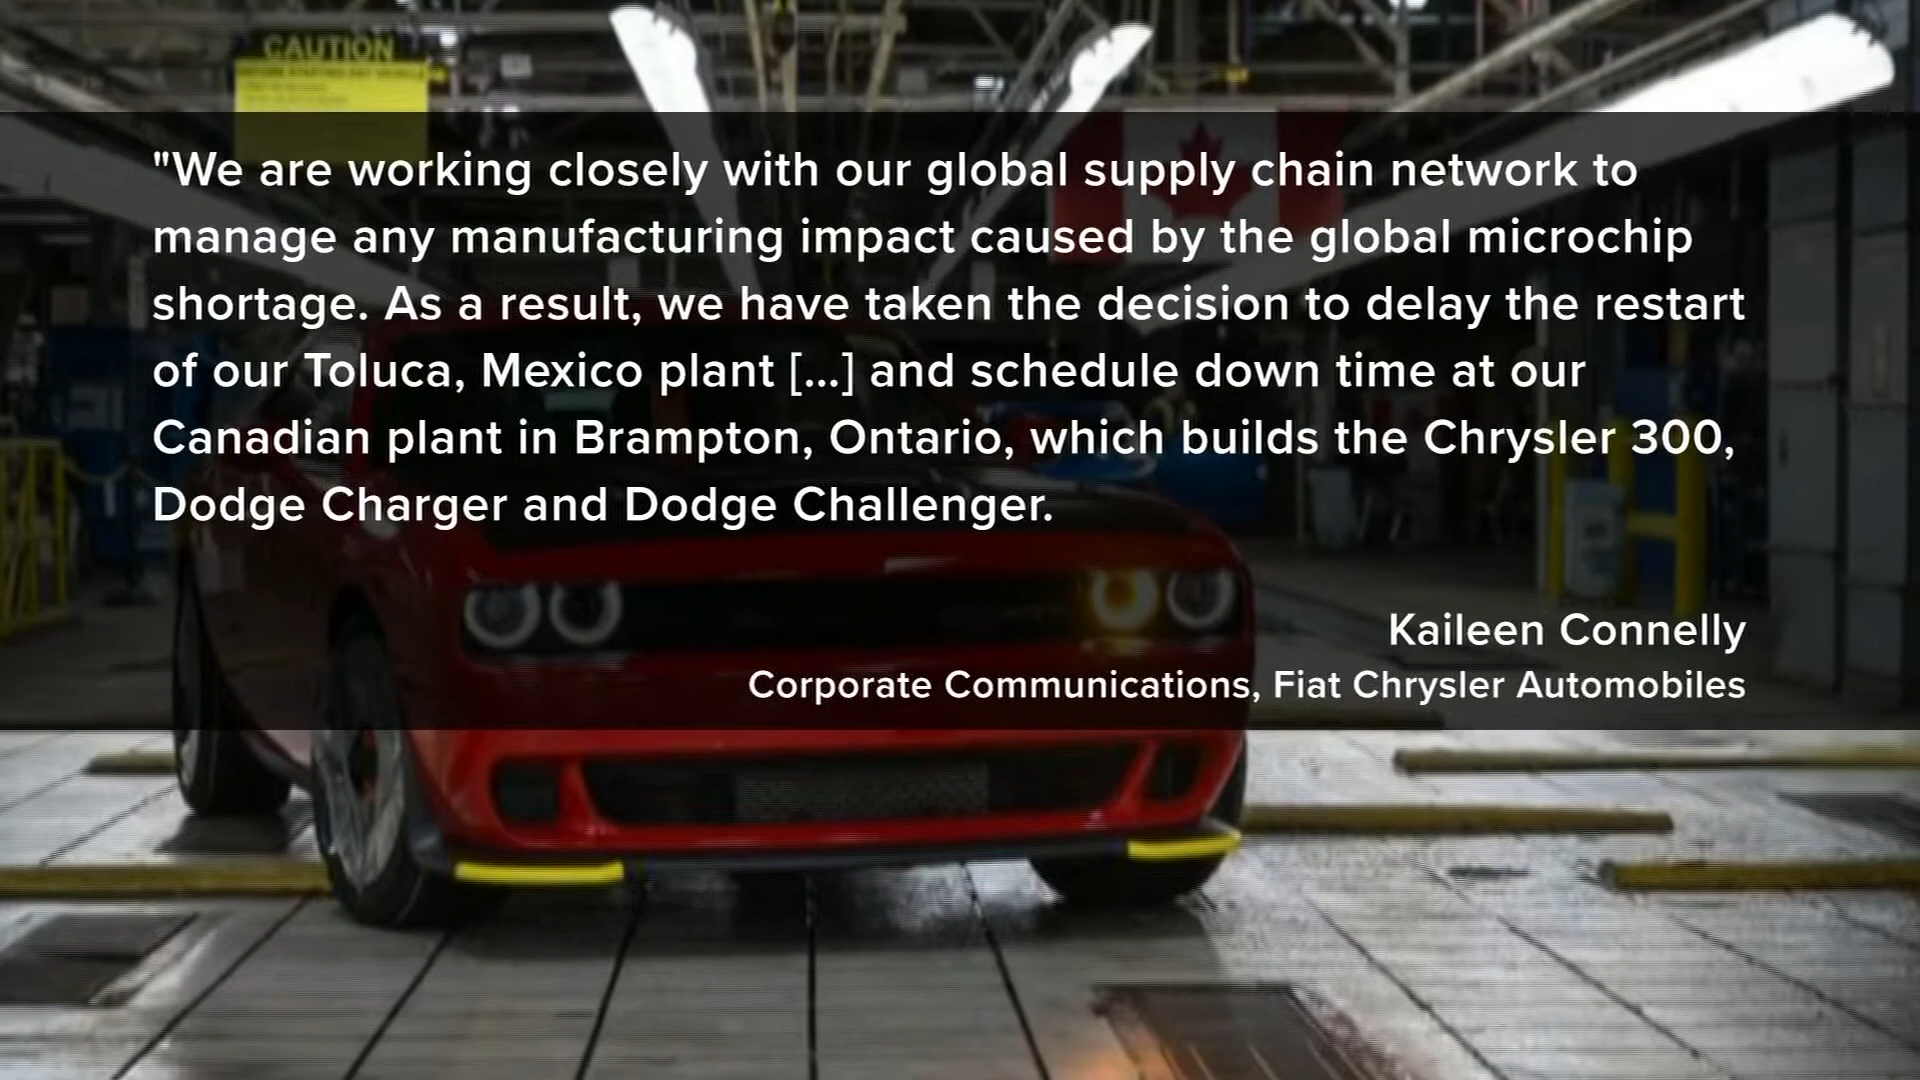 CAUTION
"We are working closely with our global supply chain network to
manage any manufacturing impact caused by the global microchip
shortage. As a result, we have taken the decision to delay the restart
of our Toluca, Mexico plant [...] and schedule down time at our
Canadian plant in Brampton, Ontario, which builds the Chrysler 300,
Dodge Charger and Dodge Challenger.
Kaileen Connelly
Corporate Communications, Fiat Chrysler Automobiles